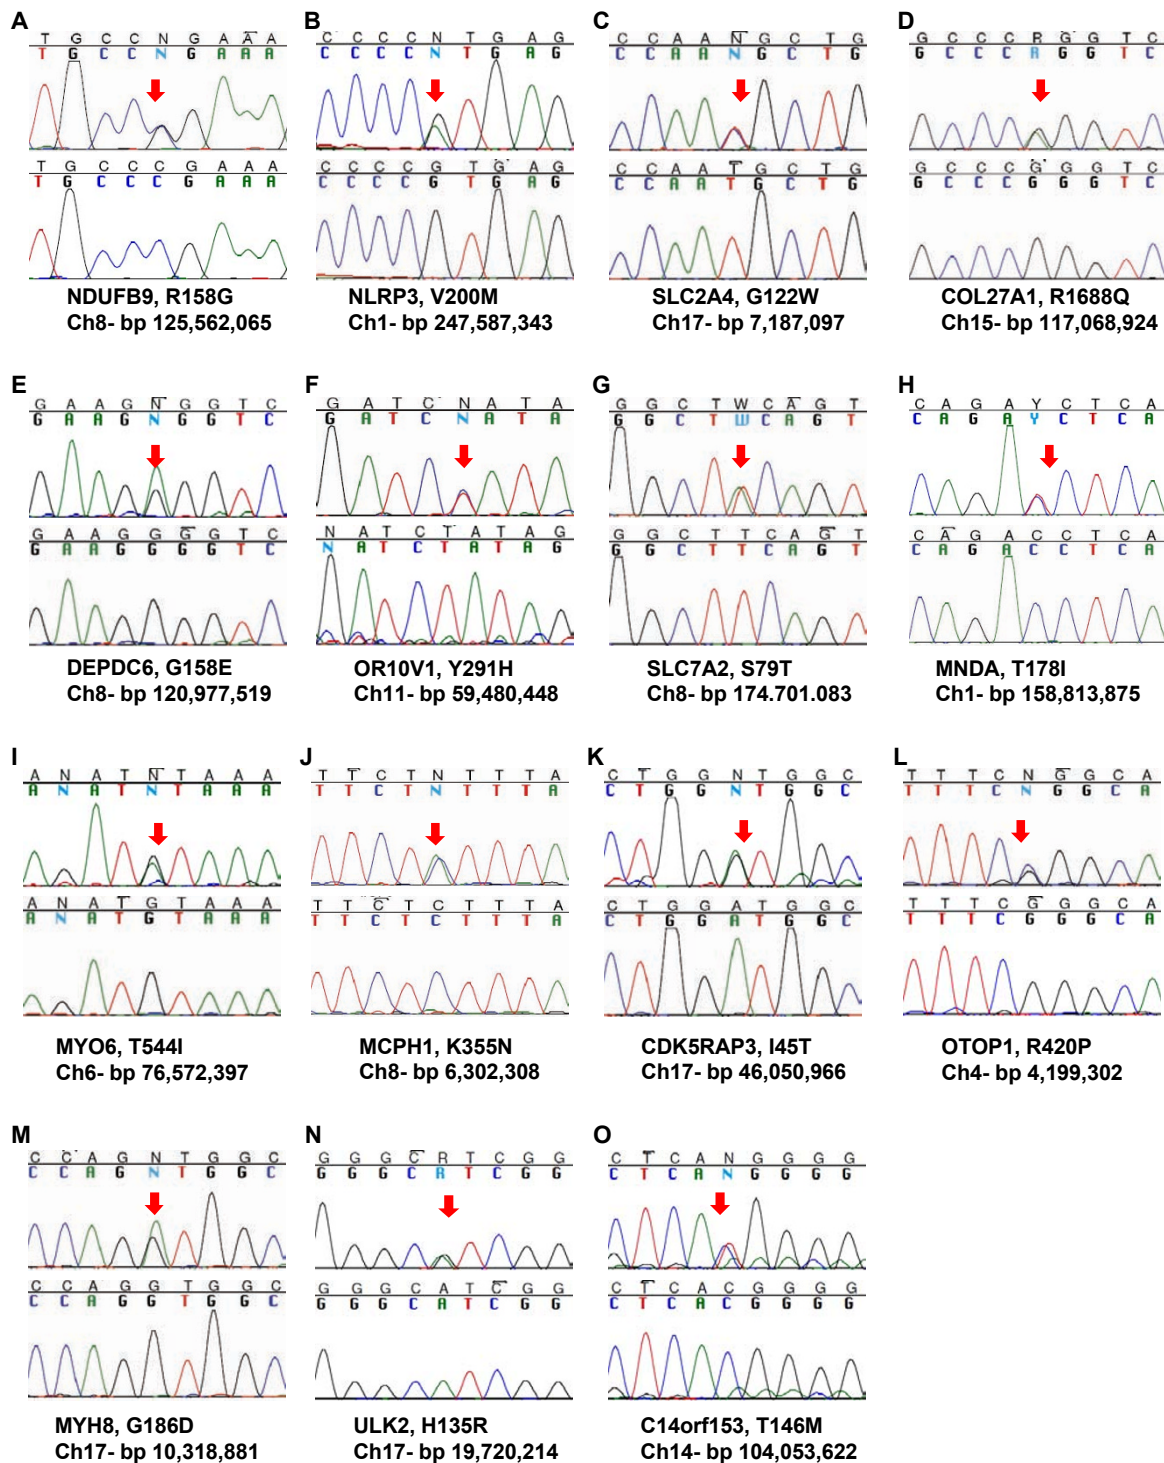 A
T G C C N G A A A
T G C C N G A A A
T G C C C G A A A
T G C C C G A A A
NDUFB9, R158G
Ch8- bp 125,562,065
B
C C C C N T G A G
C C C C N T G A G
C C C C G T G A G
C C C C G T G A G
NLRP3, V200M
Ch1- bp 247,587,343
C
C C A A N G C T G
C C A A N G C T G
C C A A T G C T G
C C A A T G C T G
SLC2A4, G122W
Ch17- bp 7,187,097
D
G C C C R G G T C
G C C C R G G T C
G C C C G G G T C
G C C C G G G T C
COL27A1, R1688Q
Ch15- bp 117,068,924
E
G A A G N G G T C
G A A G N G G T C
G A A G G G G T C
G A A G G G G T C
DEPDC6, G158E
Ch8- bp 120,977,519
F
G A T C N A T A
G A T C N A T A
N A T C T A T A G
N A T C T A T A G
OR10V1, Y291H
Ch11- bp 59,480,448
G
G G C T W C A G T
G G C T W C A G T
G G C T T C A G T
G G C T T C A G T
SLC7A2, S79T
Ch8- bp 174.701.083
H
C A G A Y C T C A
C A G A Y C T C A
C A G A C C T C A
C A G A C C T C A
MNDA, T178I
Ch1- bp 158,813,875
I
A N A T N T A A A
A N A T N T A A A
A N A T G T A A A
A N A T G T A A A
MYO6, T544I
Ch6- bp 76,572,397
J
T T C T N T T T A
T T C T N T T T A
T T C T C T T T A
T T C T C T T T A
MCPH1, K355N
Ch8- bp 6,302,308
K
C T G G N T G G C
C T G G N T G G C
C T G G A T G G C
C T G G A T G G C
CDK5RAP3, I45T
Ch17- bp 46,050,966
L
T T T C N G G C A
T T T C N G G C A
T T T C G G G C A
T T T C G G G C A
OTOP1, R420P
Ch4- bp 4,199,302
M
C C A G N T G G C
C C A G N T G G C
C C A G G T G G C
C C A G G T G G C
MYH8, G186D
Ch17- bp 10,318,881
N
G G G C R T C G G
G G G C R T C G G
G G G C A T C G G
G G G C A T C G G
ULK2, H135R
Ch17- bp 19,720,214
O
C T C A N G G G G
C T C A N G G G G
C T C A C G G G G
C T C A C G G G G
C14orf153, T146M
Ch14- bp 104,053,622